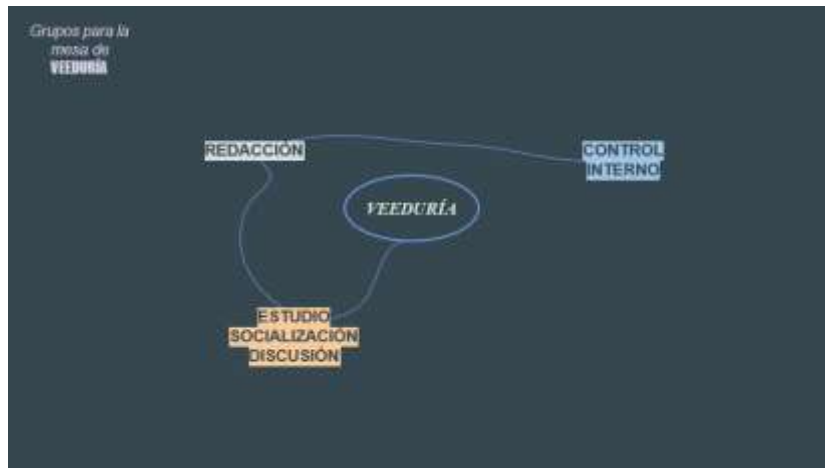 Grupos para la
mesa de
VEEDURÍA
REDACCIÓN
CONTROL
INTERNO
VEEDURÍA
ESTUDIO
SOCIALIZACIÓN
DISCUSIÓN